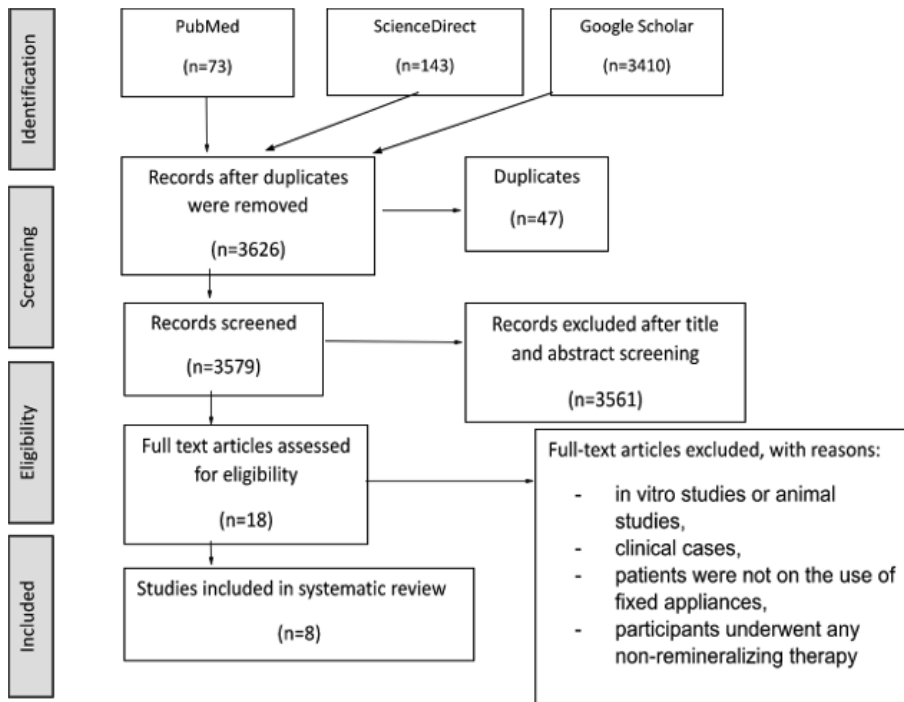 Identification
PubMed
(n=73)
ScienceDirect
(n=143)
Google Scholar
(n=3410)
Screening
Records after duplicates
were removed
(n=3626)
Duplicates
(n=47)
Records screened
(n=3579)
Records excluded after title
and abstract screening
(n=3561)
Eligibility
Full text articles assessed
for eligibility
(n=18)
Full-text articles excluded, with reasons:
- in vitro studies or animal
studies,
- clinical cases,
- patients were not on the use of
fixed appliances,
- participants underwent any
non-remineralizing therapy
Included
Studies included in systematic review
(n=8)